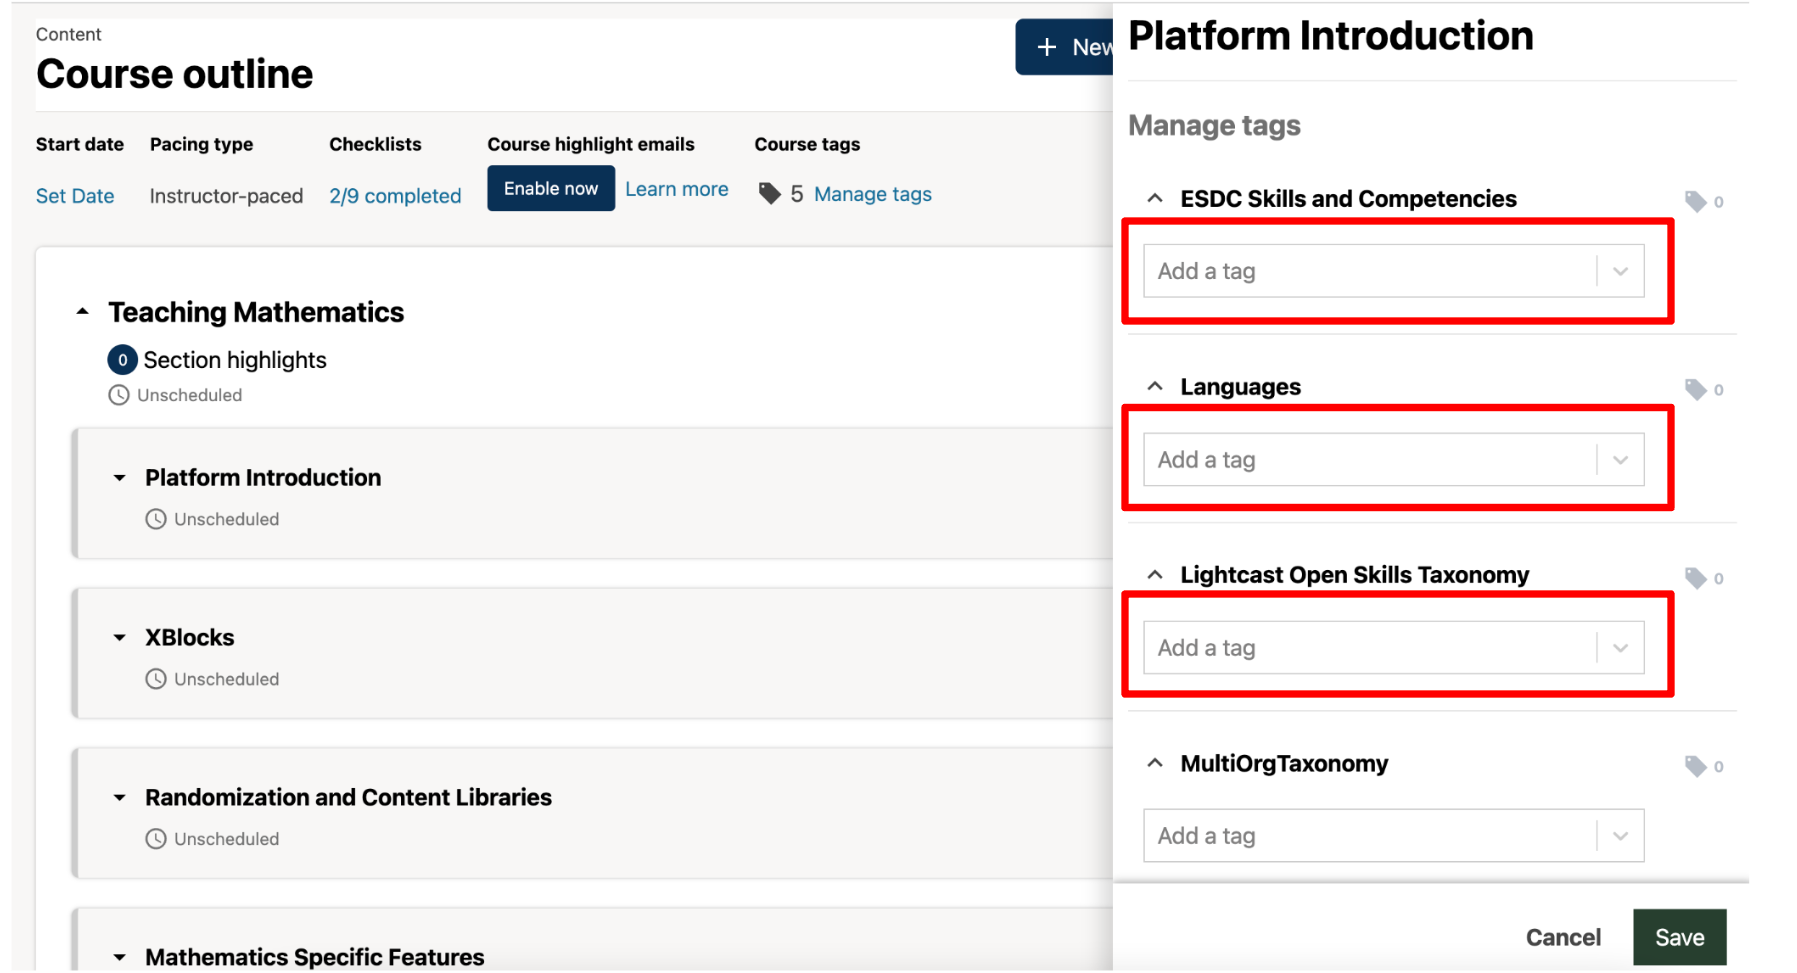 Content
Course outline
+ New
Start date
Pacing type
Checklists
Course highlight emails
Course tags
Set Date
Instructor-paced
2/9 completed
Enable now
Learn more
5
Manage tags
Teaching Mathematics
0 Section highlights
Unscheduled
Platform Introduction
Unscheduled
XBlocks
Unscheduled
Randomization and Content Libraries
Unscheduled
Mathematics Specific Features
Platform Introduction
Manage tags
ESDC Skills and Competencies
0
Add a tag
Languages
0
Add a tag
Lightcast Open Skills Taxonomy
0
Add a tag
MultiOrgTaxonomy
0
Add a tag
Cancel
Save